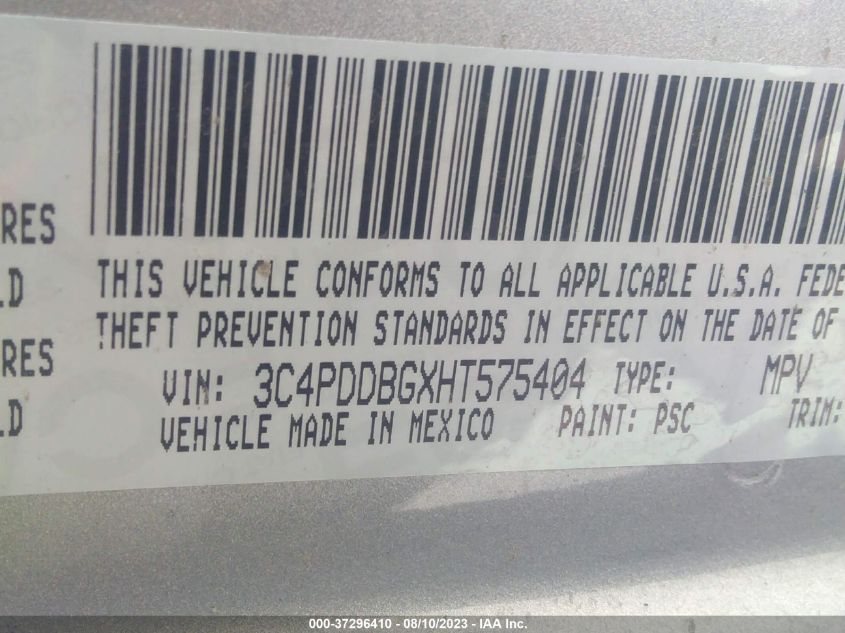 RES
LD
RES
LD
THIS VEHICLE CONFORMS TO ALL APPLICABLE U.S.A. FEDE
THEFT PREVENTION STANDARDS IN EFFECT ON THE DATE OF
VIN: 3C4PDDBGXHT575404 TYPE: MPV
VEHICLE MADE IN MEXICO PAINT: PSC TRIM:
000-37296410 - 08/10/2023 - IAA Inc.